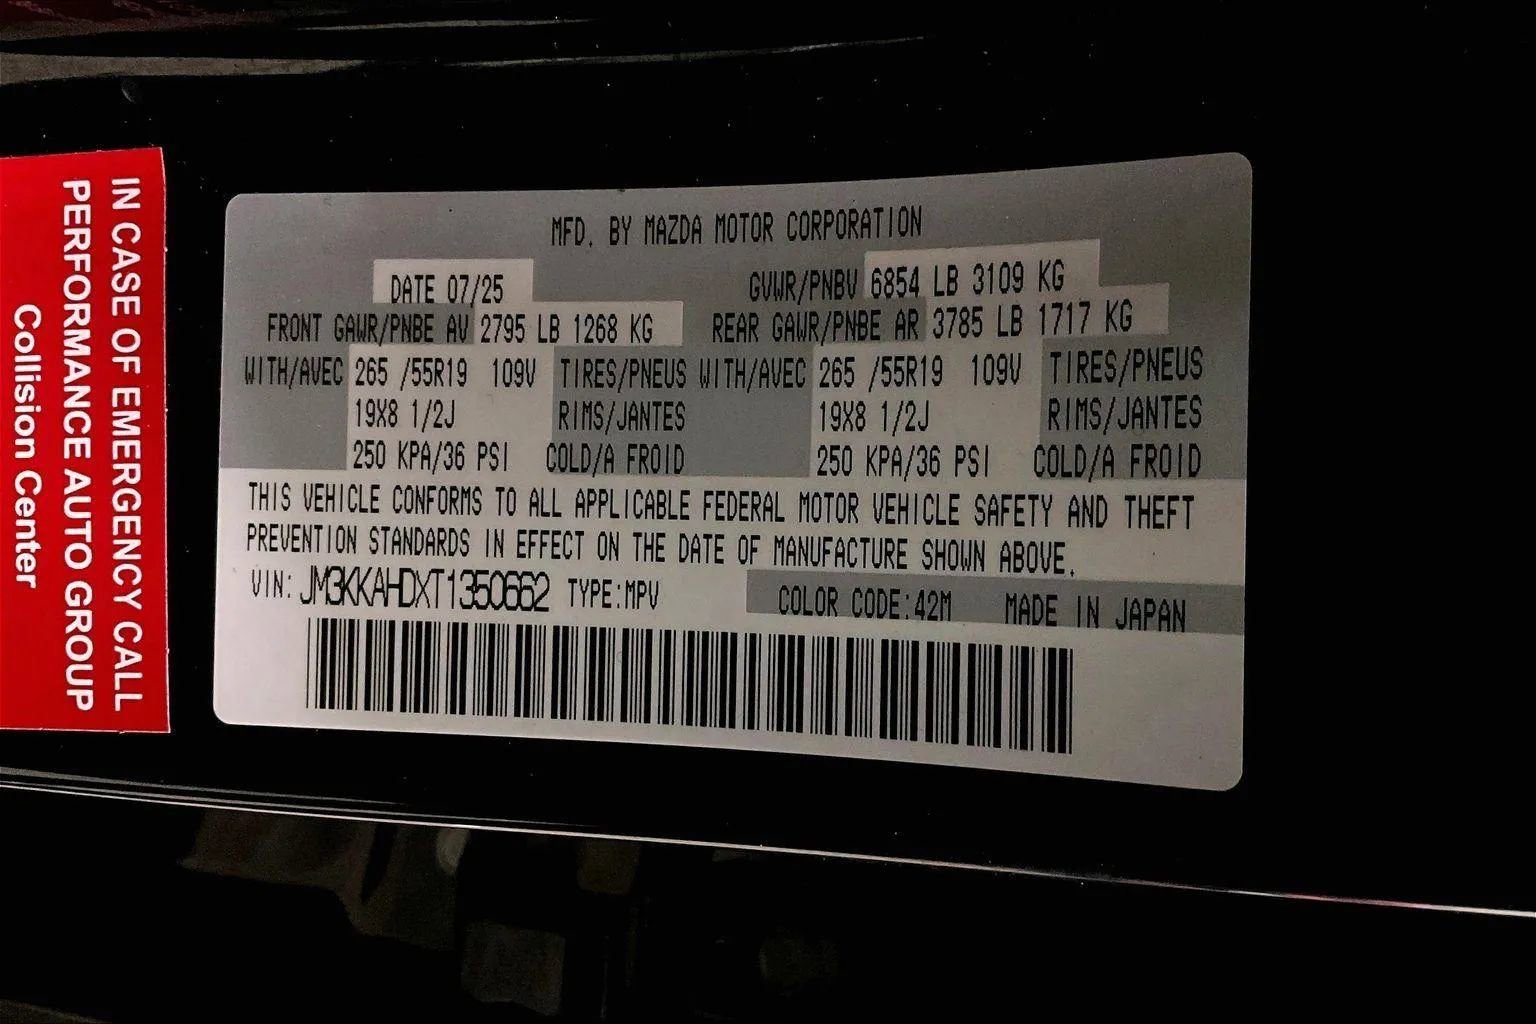 IN CASE OF EMERGENCY CALL
PERFORMANCE AUTO GROUP
Collision Center
MFD. BY MAZDA MOTOR CORPORATION
DATE 07/25 GVWR/PNBV 6854 LB 3109 KG
FRONT GAWR/PNBE AV 2795 LB 1268 KG REAR GAWR/PNBE AR 3785 LB 1717 KG
WITH/AVEC 265 /55R19 109V TIRES/PNEUS WITH/AVEC 265 /55R19 109V TIRES/PNEUS
19X8 1/2J RIMS/JANTES 19X8 1/2J RIMS/JANTES
250 KPA/36 PSI COLD/A FROID 250 KPA/36 PSI COLD/A FROID
THIS VEHICLE CONFORMS TO ALL APPLICABLE FEDERAL MOTOR VEHICLE SAFETY AND THEFT
PREVENTION STANDARDS IN EFFECT ON THE DATE OF MANUFACTURE SHOWN ABOVE.
VIN: JM3KKAHDXT1350662 TYPE:MPV COLOR CODE:42M MADE IN JAPAN